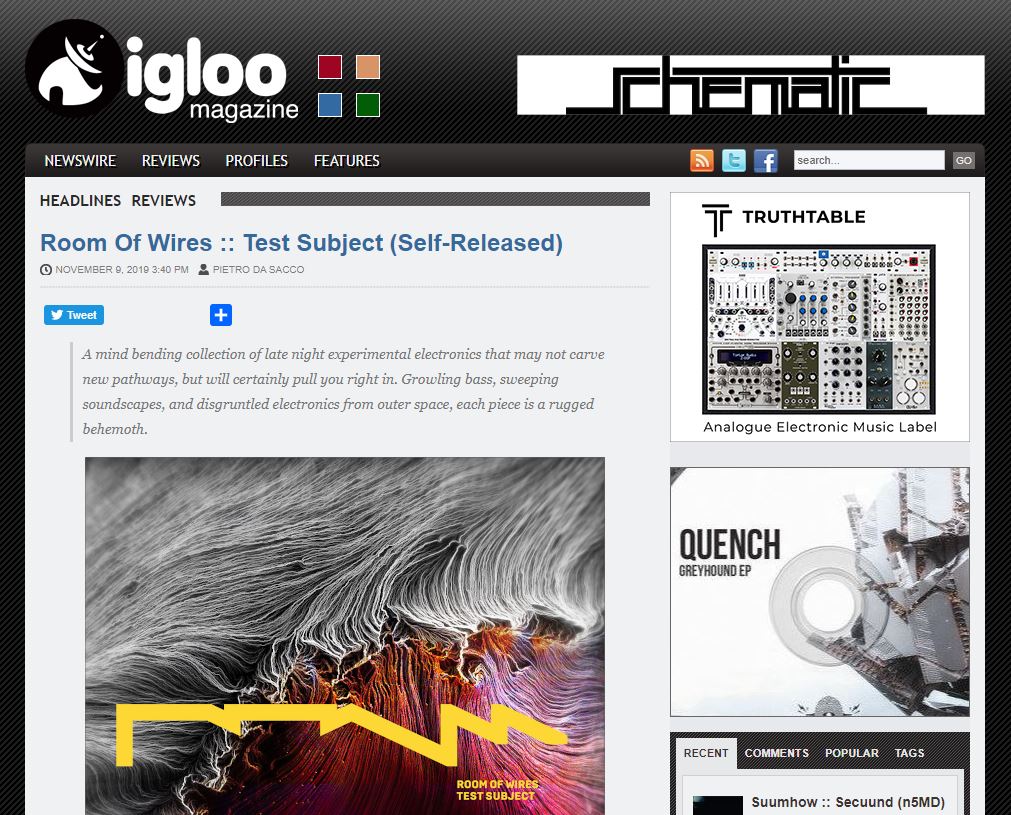 igloo
magazine
schematic
NEWSWIRE REVIEWS PROFILES FEATURES
search...
GO
HEADLINES REVIEWS
Room Of Wires :: Test Subject (Self-Released)
NOVEMBER 9, 2019 3:40 PM PIETRO DA SACCO
Tweet
A mind bending collection of late night experimental electronics that may not carve
new pathways, but will certainly pull you right in. Growling bass, sweeping
soundscapes, and disgruntled electronics from outer space, each piece is a rugged
behemoth.
ROOM OF WIRES
TEST SUBJECT
TRUTHTABLE
Analogue Electronic Music Label
QUENCH
GREYHOUND EP
RECENT COMMENTS POPULAR TAGS
Suumhow :: Secuund (n5MD)